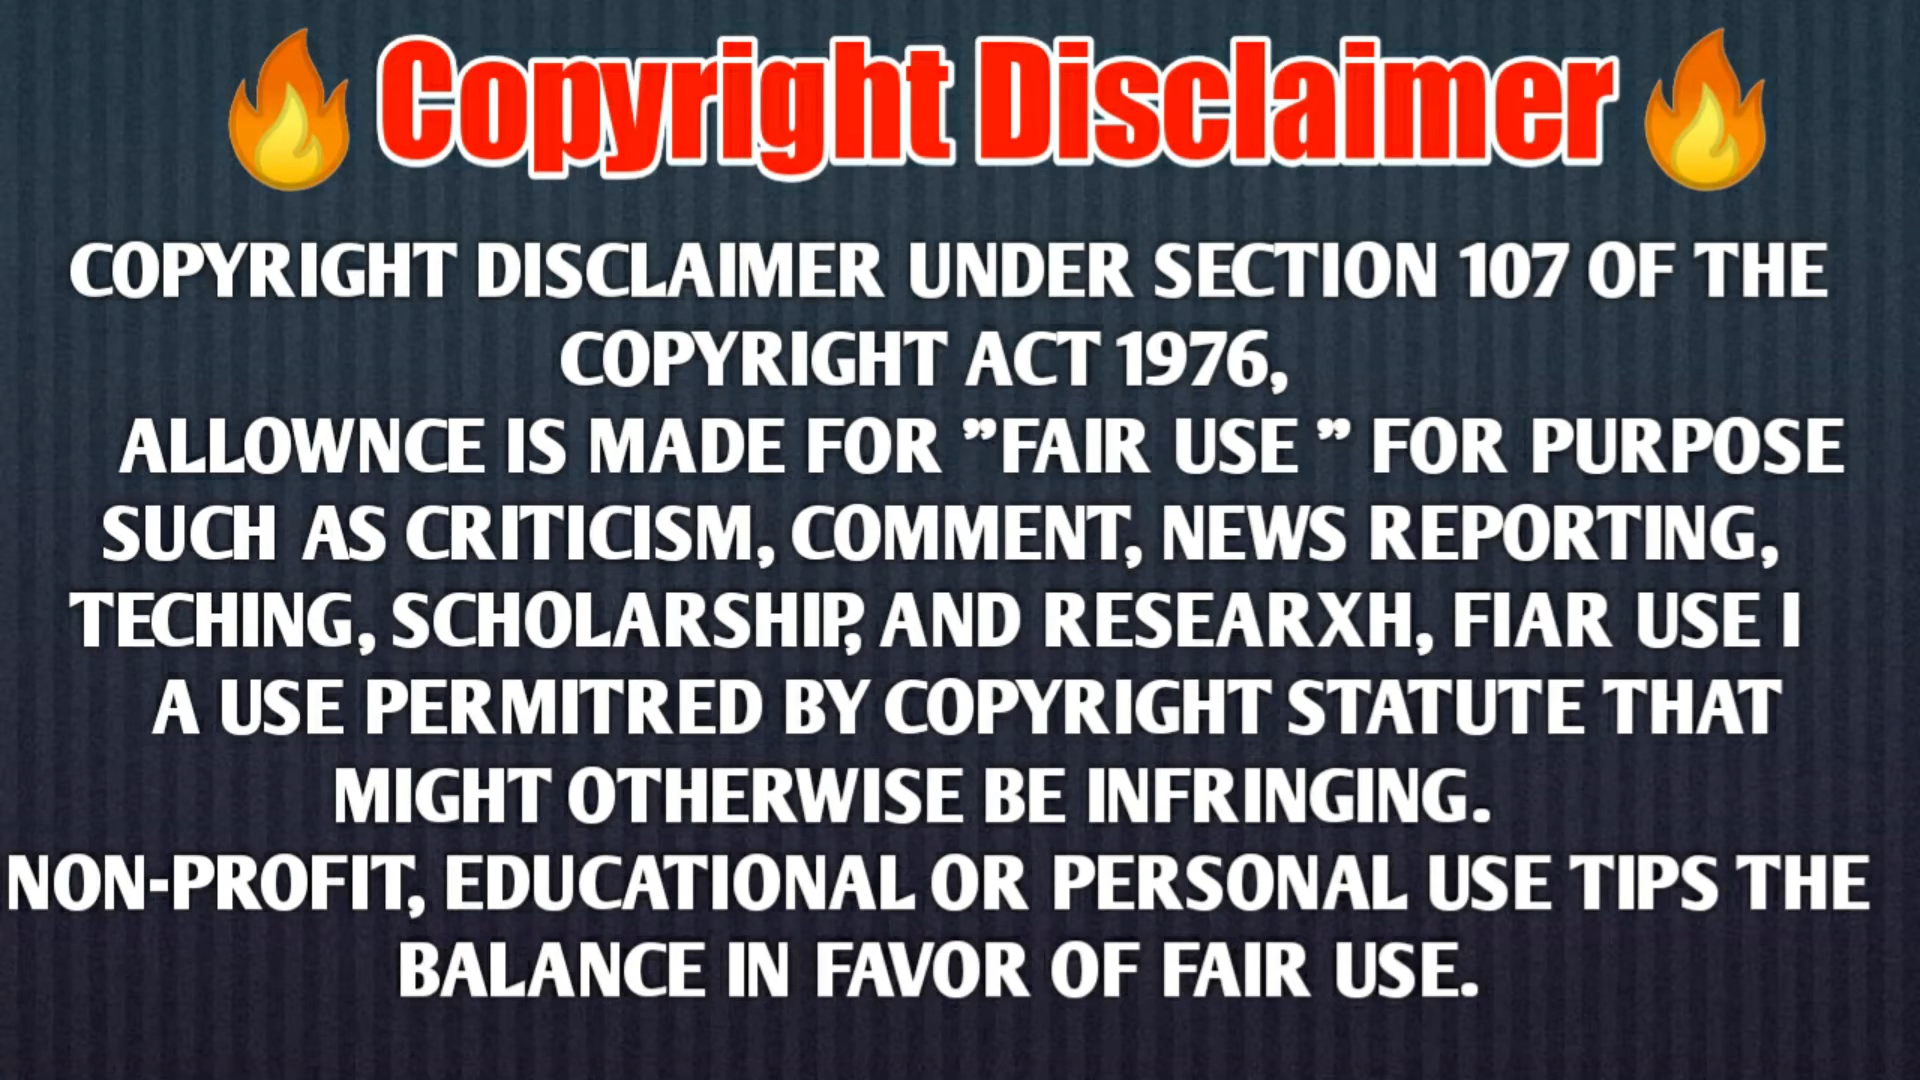 Copyright Disclaimer
COPYRIGHT DISCLAIMER UNDER SECTION 107 OF THE
COPYRIGHT ACT 1976,
ALLOWNCE IS MADE FOR ”FAIR USE ” FOR PURPOSE
SUCH AS CRITICISM, COMMENT, NEWS REPORTING,
TECHING, SCHOLARSHIP, AND RESEARXH, FIAR USE I
A USE PERMITRED BY COPYRIGHT STATUTE THAT
MIGHT OTHERWISE BE INFRINGING.
NON-PROFIT, EDUCATIONAL OR PERSONAL USE TIPS THE
BALANCE IN FAVOR OF FAIR USE.